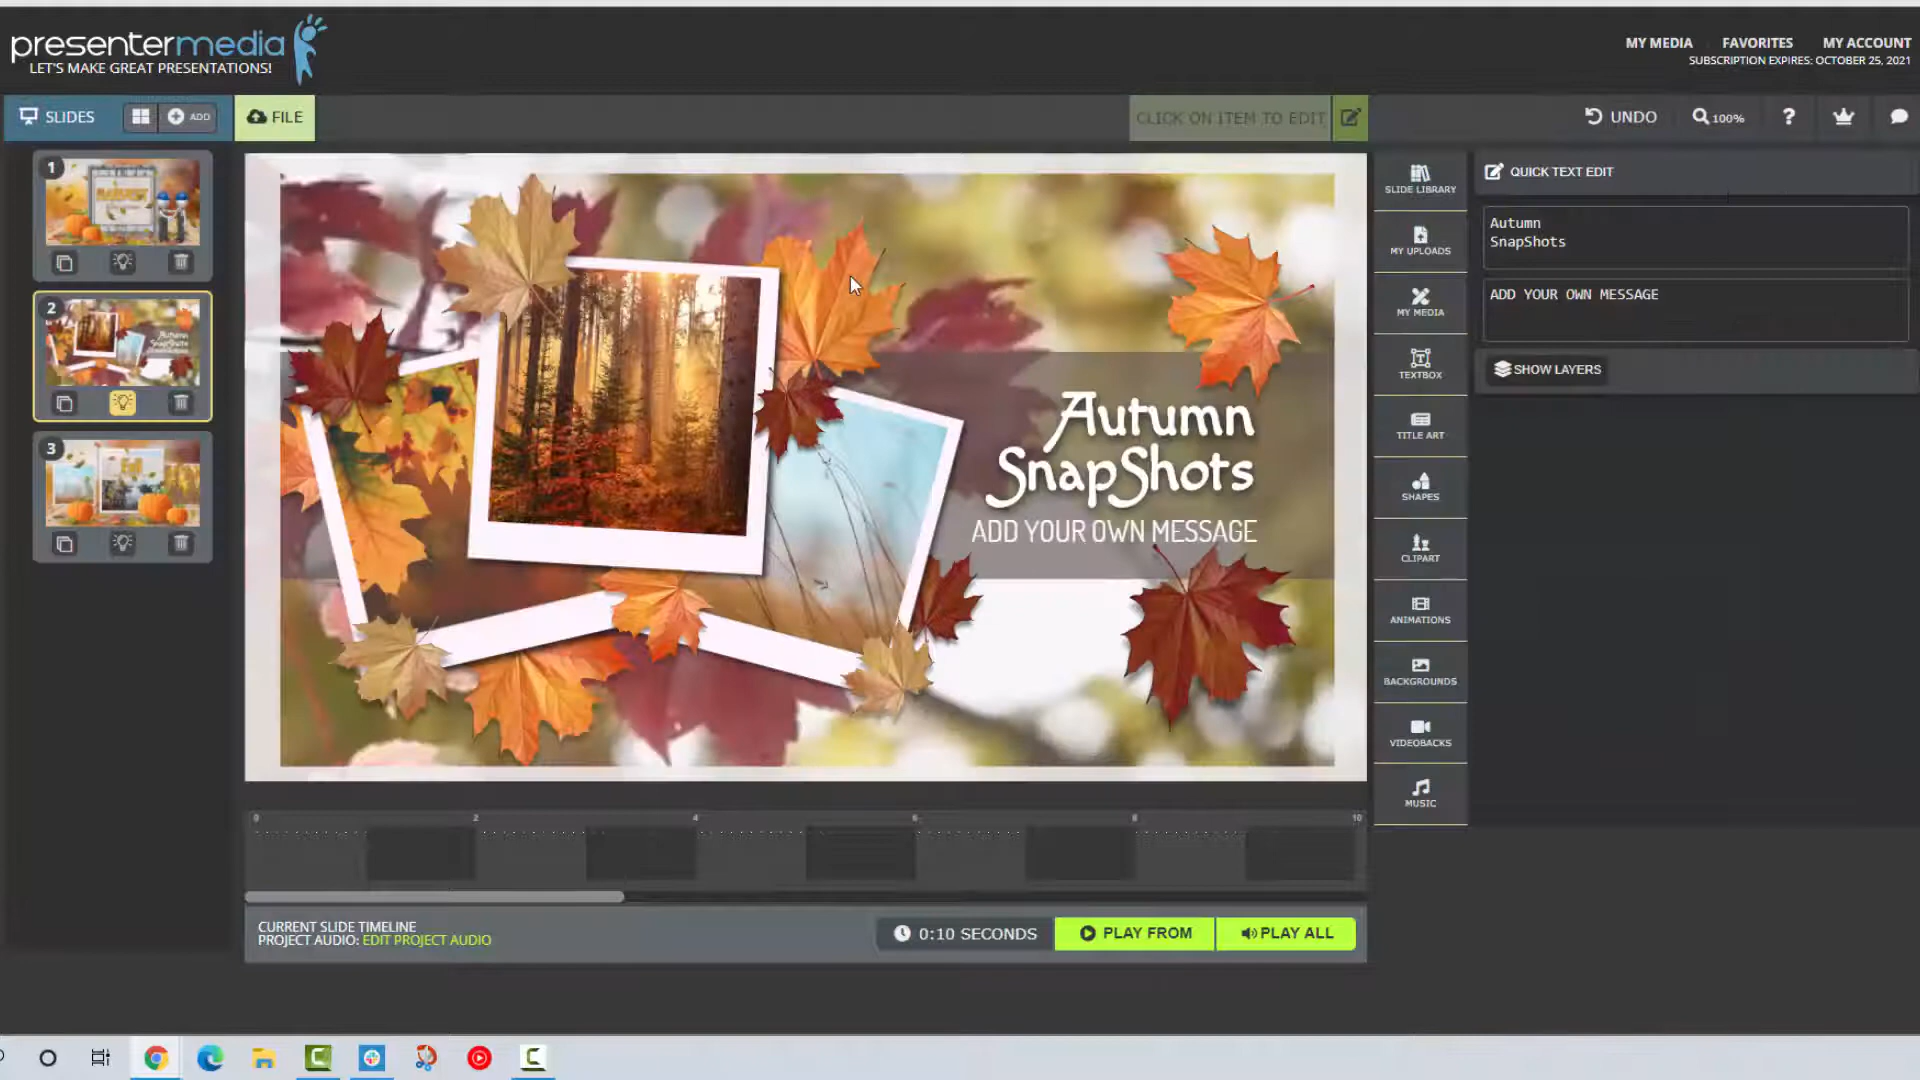 presentermedia
LET'S MAKE GREAT PRESENTATIONS!
MY MEDIA
FAVORITES
MY ACCOUNT
SUBSCRIPTION EXPIRES: OCTOBER 25, 2021
SLIDES
ADD
FILE
CLICK ON ITEM TO EDIT
UNDO
100%
?
1
2
3
Autumn
SnapShots
ADD YOUR OWN MESSAGE
SLIDE LIBRARY
MY UPLOADS
MY MEDIA
TEXTBOX
TITLE ART
SHAPES
CLIPART
ANIMATIONS
BACKGROUNDS
VIDEOBACKS
MUSIC
QUICK TEXT EDIT
Autumn
SnapShots
ADD YOUR OWN MESSAGE
SHOW LAYERS
0
2
4
6
8
10
CURRENT SLIDE TIMELINE
PROJECT AUDIO: EDIT PROJECT AUDIO
0:10 SECONDS
PLAY FROM
PLAY ALL